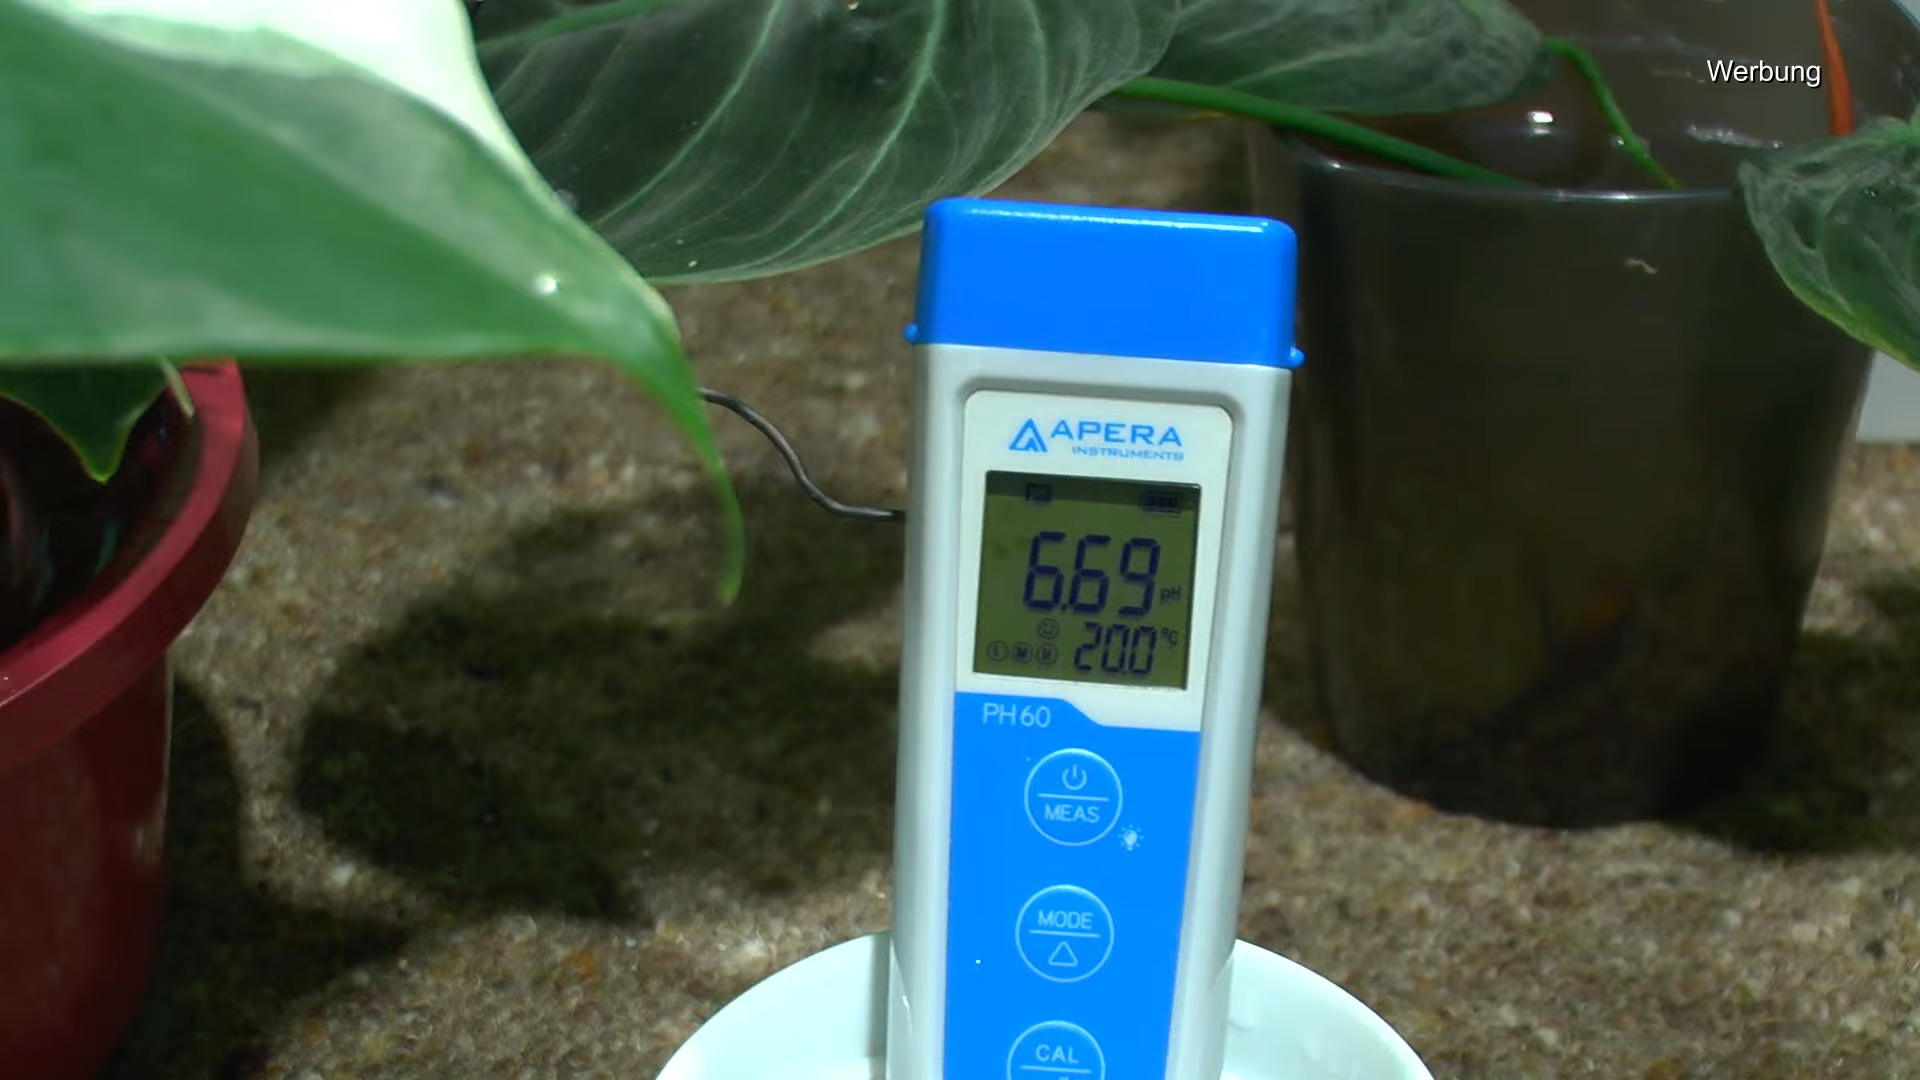 Werbung
APERA
INSTRUMENTS
6.69 pH
20.0 °C
L M H
PH60
MEAS
MODE
CAL